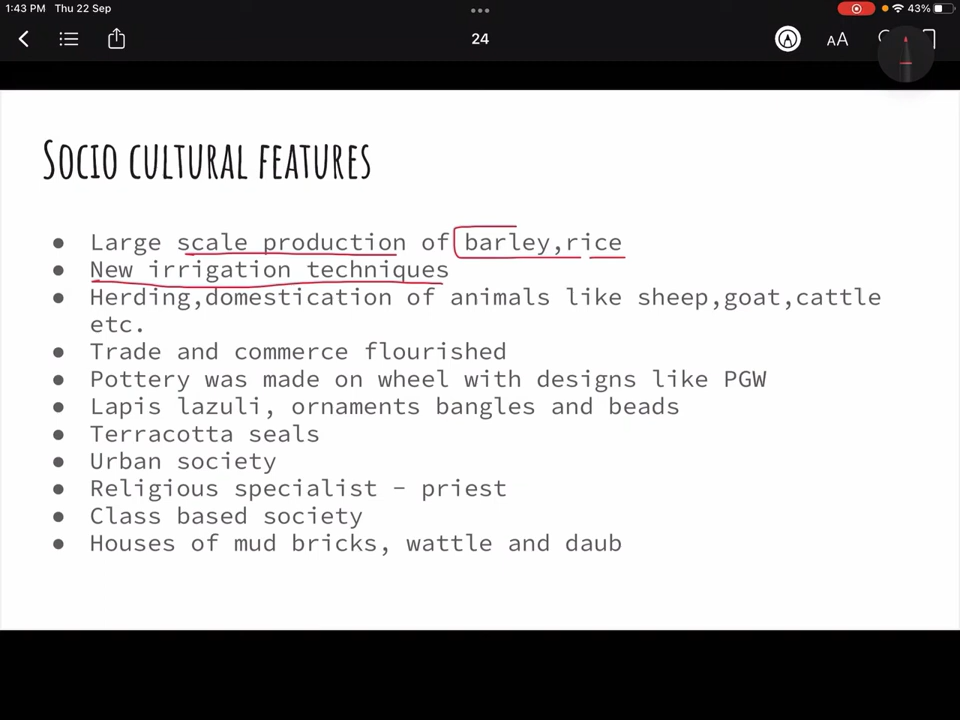 1:43 PM Thu 22 Sep
43%
24
AA
Socio cultural features
● Large scale production of barley,rice
● New irrigation techniques
● Herding,domestication of animals like sheep,goat,cattle
etc.
● Trade and commerce flourished
● Pottery was made on wheel with designs like PGW
● Lapis lazuli, ornaments bangles and beads
● Terracotta seals
● Urban society
● Religious specialist – priest
● Class based society
● Houses of mud bricks, wattle and daub